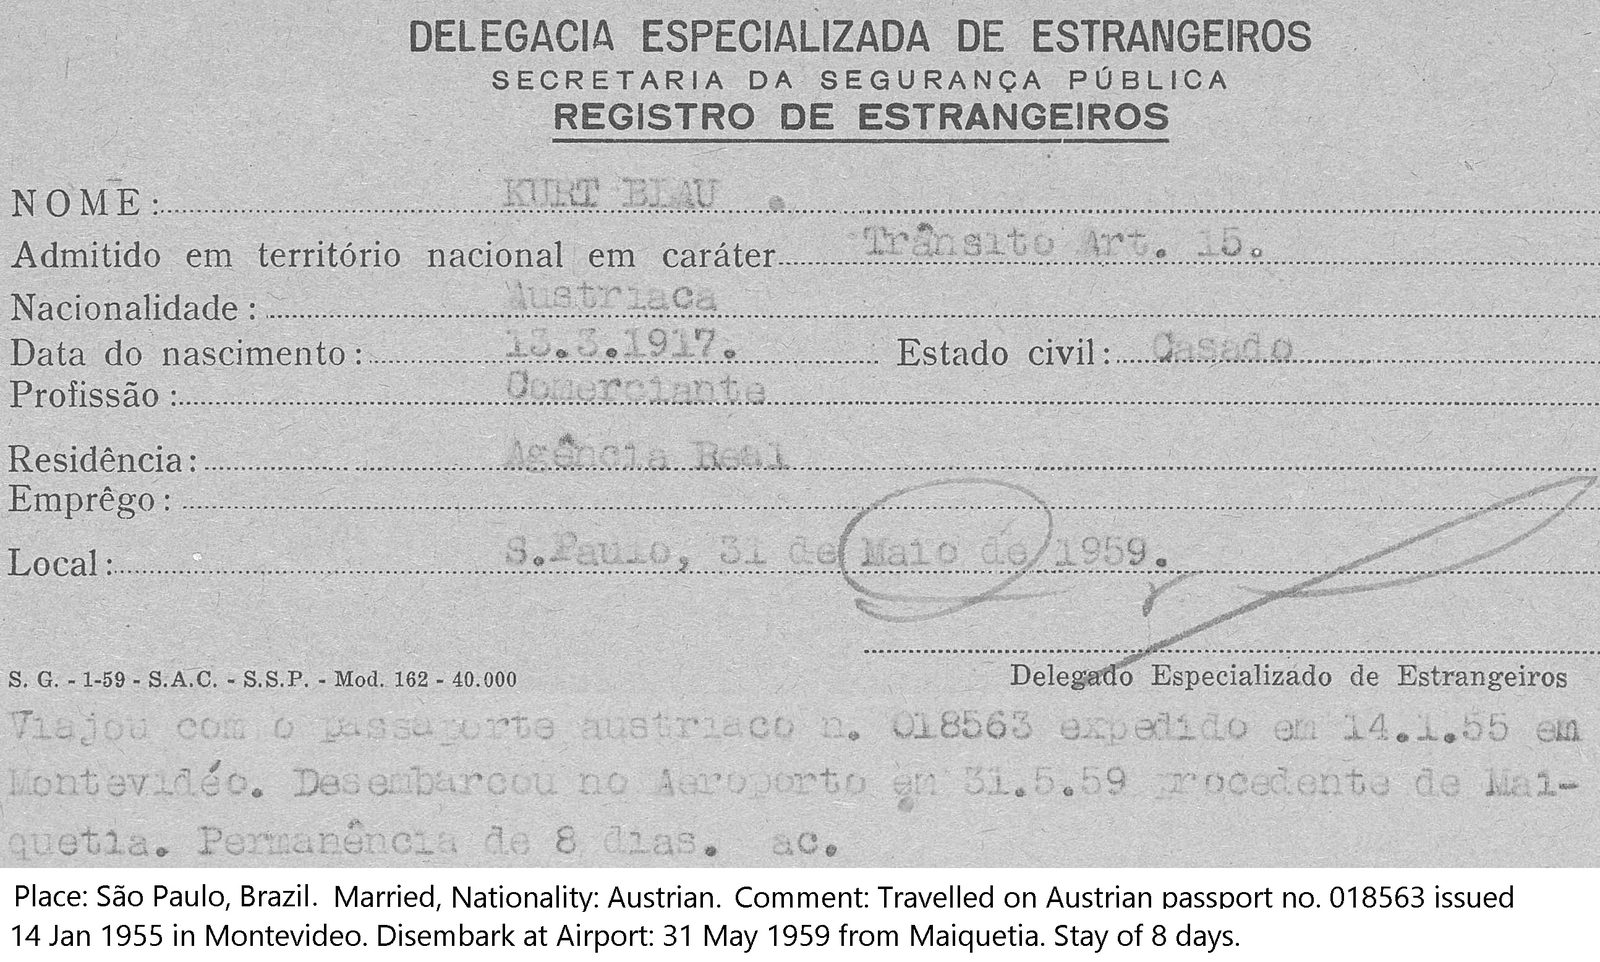 DELEGACIA ESPECIALIZADA DE ESTRANGEIROS
SECRETARIA DA SEGURANÇA PÚBLICA
REGISTRO DE ESTRANGEIROS
NOME: KURT BLAU .
Admitido em território nacional em caráter Trânsito Art. 15.
Nacionalidade: Austriaca
Data do nascimento: 13.3.1917. Estado civil: Casado
Profissão: Comerciante
Residência: Agência Real
Emprêgo:
Local: S.Paulo, 31 de Maio de 1959.
S. G. - 1-59 - S.A.C. - S.S.P. - Mod. 162 - 40.000 Delegado Especializado de Estrangeiros
Viajou com o passaporte austriaco n. 018563 expedido em 14.1.55 em
Montevidéo. Desembarcou no Aeroporto em 31.5.59 procedente de Mai-
quetia. Permanência de 8 dias. ac.
Place: São Paulo, Brazil. Married, Nationality: Austrian. Comment: Travelled on Austrian passport no. 018563 issued
14 Jan 1955 in Montevideo. Disembark at Airport: 31 May 1959 from Maiquetia. Stay of 8 days.